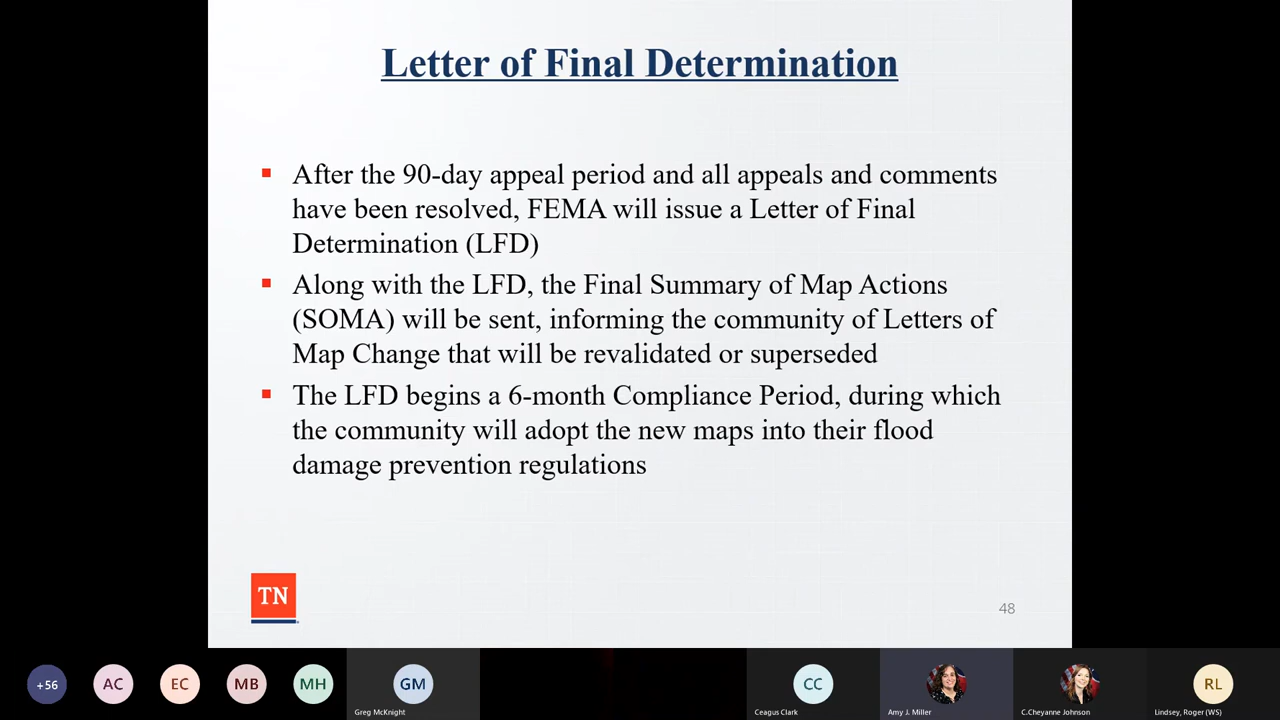 Letter of Final Determination
After the 90-day appeal period and all appeals and comments
have been resolved, FEMA will issue a Letter of Final
Determination (LFD)
Along with the LFD, the Final Summary of Map Actions
(SOMA) will be sent, informing the community of Letters of
Map Change that will be revalidated or superseded
The LFD begins a 6-month Compliance Period, during which
the community will adopt the new maps into their flood
damage prevention regulations
TN
48
+56
AC
EC
MB
MH
GM
Greg McKnight
CC
Ceagus Clark
Amy J. Miller
C.Cheyanne Johnson
RL
Lindsey, Roger (WS)